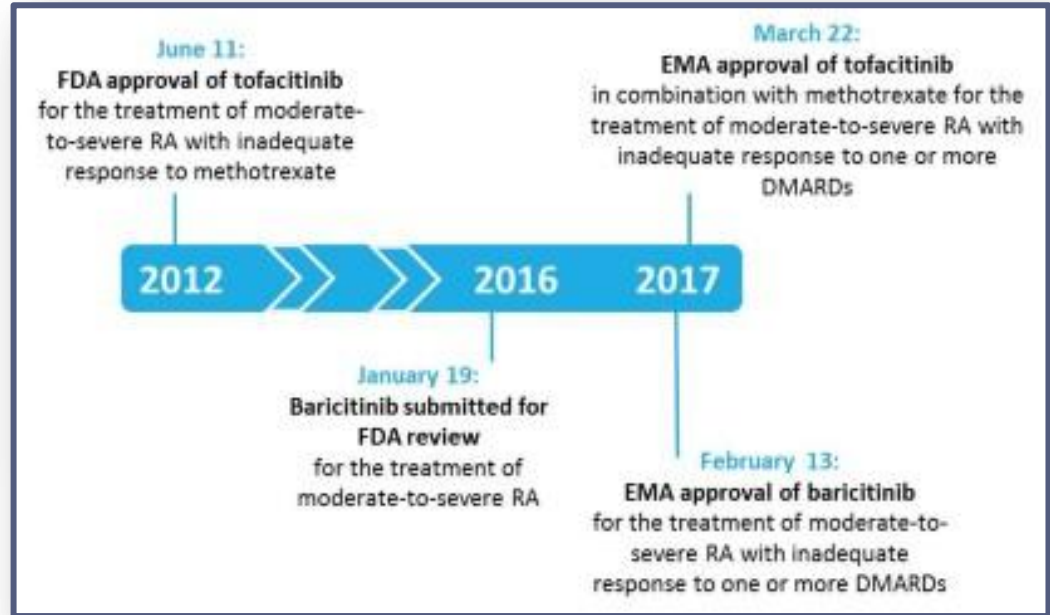 June 11:
FDA approval of tofacitinib
for the treatment of moderate-
to-severe RA with inadequate
response to methotrexate
March 22:
EMA approval of tofacitinib
in combination with methotrexate for the
treatment of moderate-to-severe RA with
inadequate response to one or more
DMARDs
2012
2016
2017
January 19:
Baricitinib submitted for
FDA review
for the treatment of
moderate-to-severe RA
February 13:
EMA approval of baricitinib
for the treatment of moderate-to-
severe RA with inadequate
response to one or more DMARDs